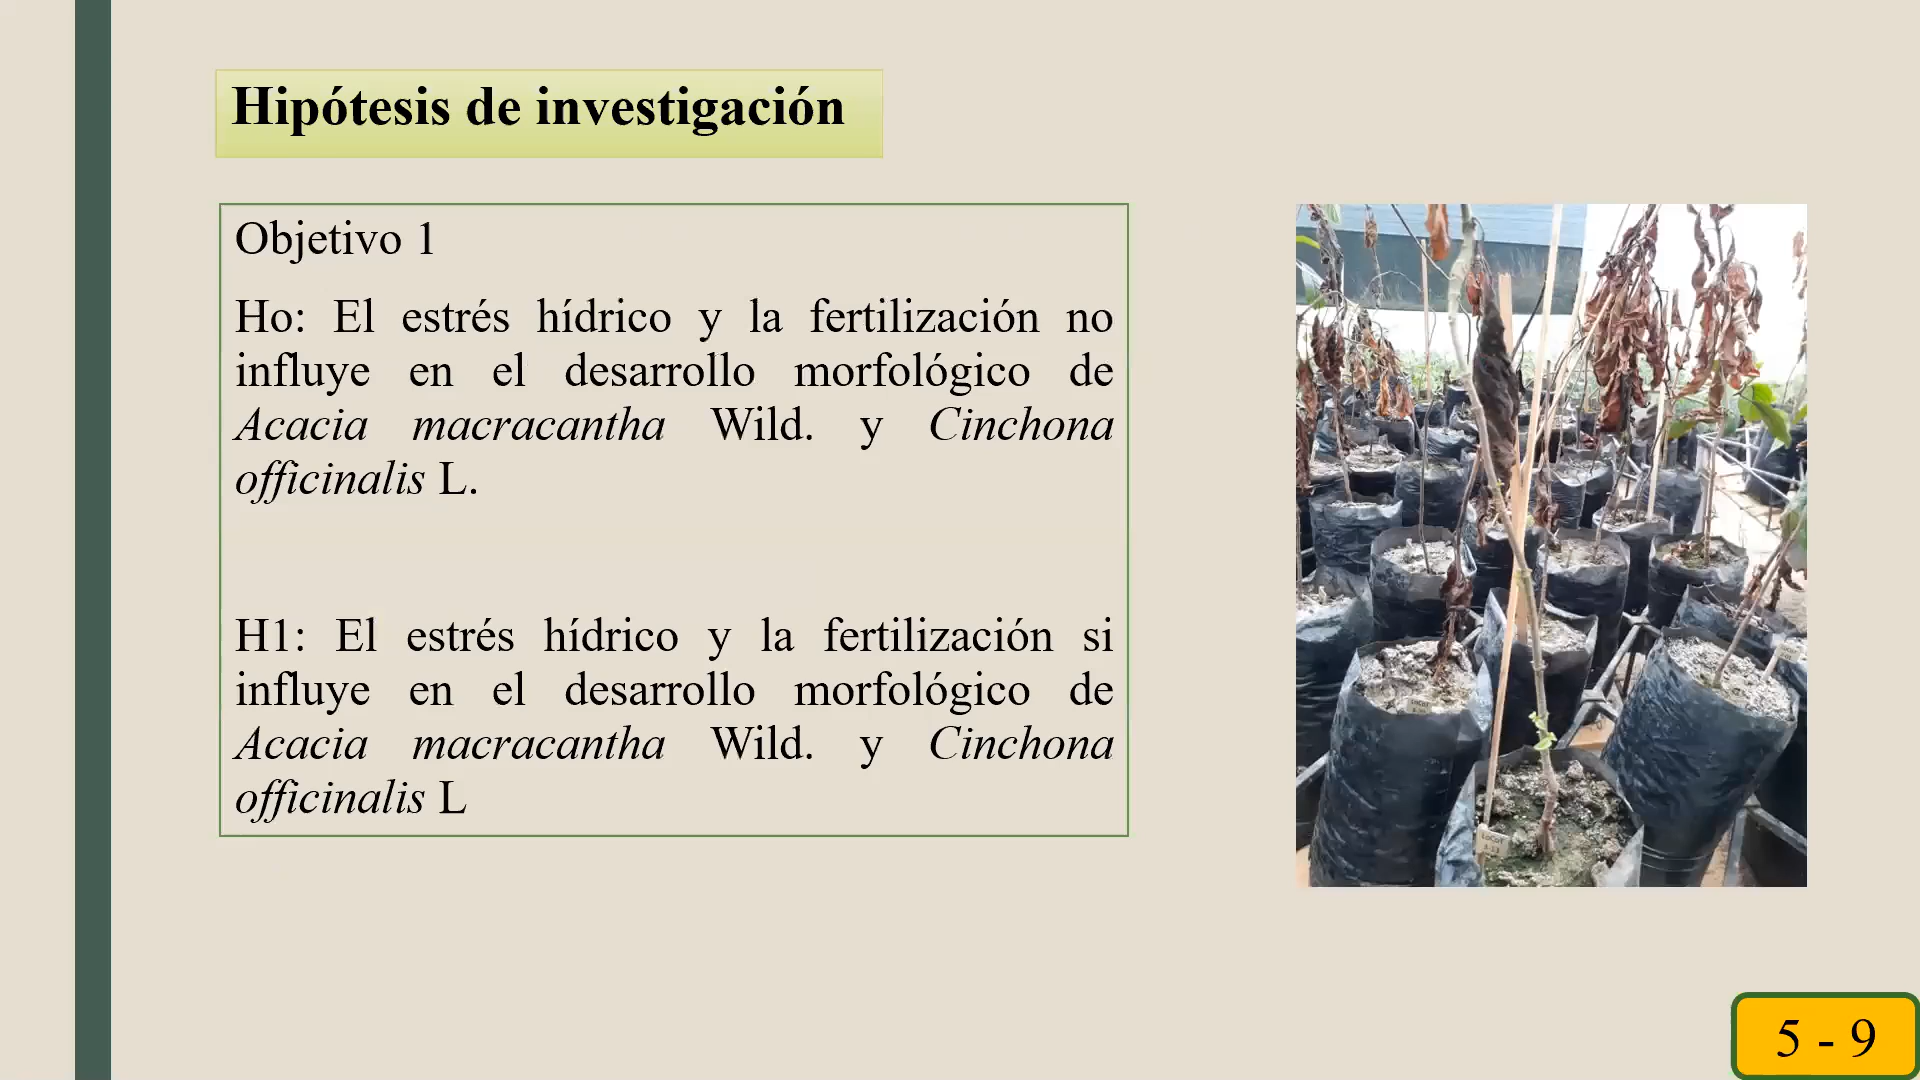 Hipótesis de investigación
Objetivo 1
Ho: El estrés hídrico y la fertilización no
influye en el desarrollo morfológico de
Acacia macracantha Wild. y Cinchona
officinalis L.
H1: El estrés hídrico y la fertilización si
influye en el desarrollo morfológico de
Acacia macracantha Wild. y Cinchona
officinalis L
5 - 9